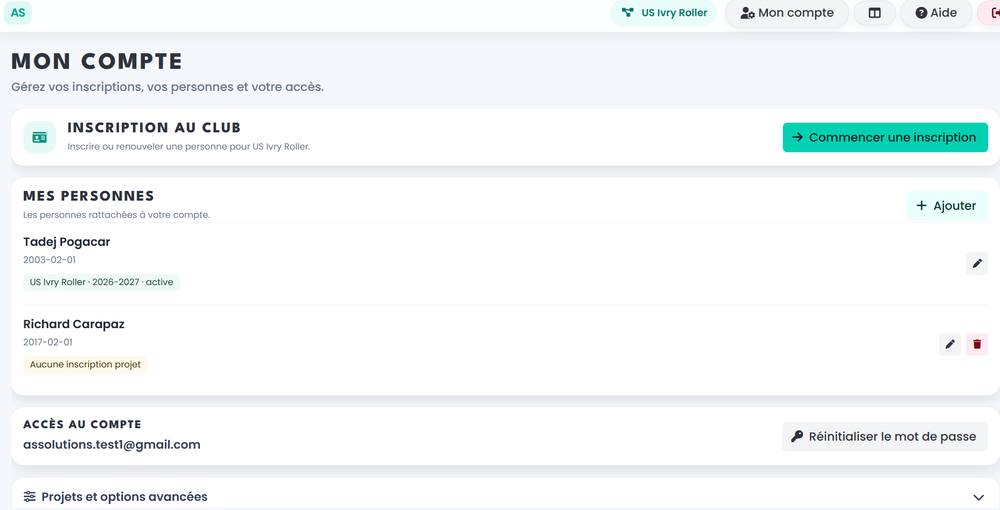 AS
US Ivry Roller
Mon compte
Aide
MON COMPTE
Gérez vos inscriptions, vos personnes et votre accès.
INSCRIPTION AU CLUB
Inscrire ou renouveler une personne pour US Ivry Roller.
Commencer une inscription
MES PERSONNES
Les personnes rattachées à votre compte.
Ajouter
Tadej Pogacar
2003-02-01
US Ivry Roller · 2026-2027 · active
Richard Carapaz
2017-02-01
Aucune inscription projet
ACCÈS AU COMPTE
assolutions.test1@gmail.com
Réinitialiser le mot de passe
Projets et options avancées